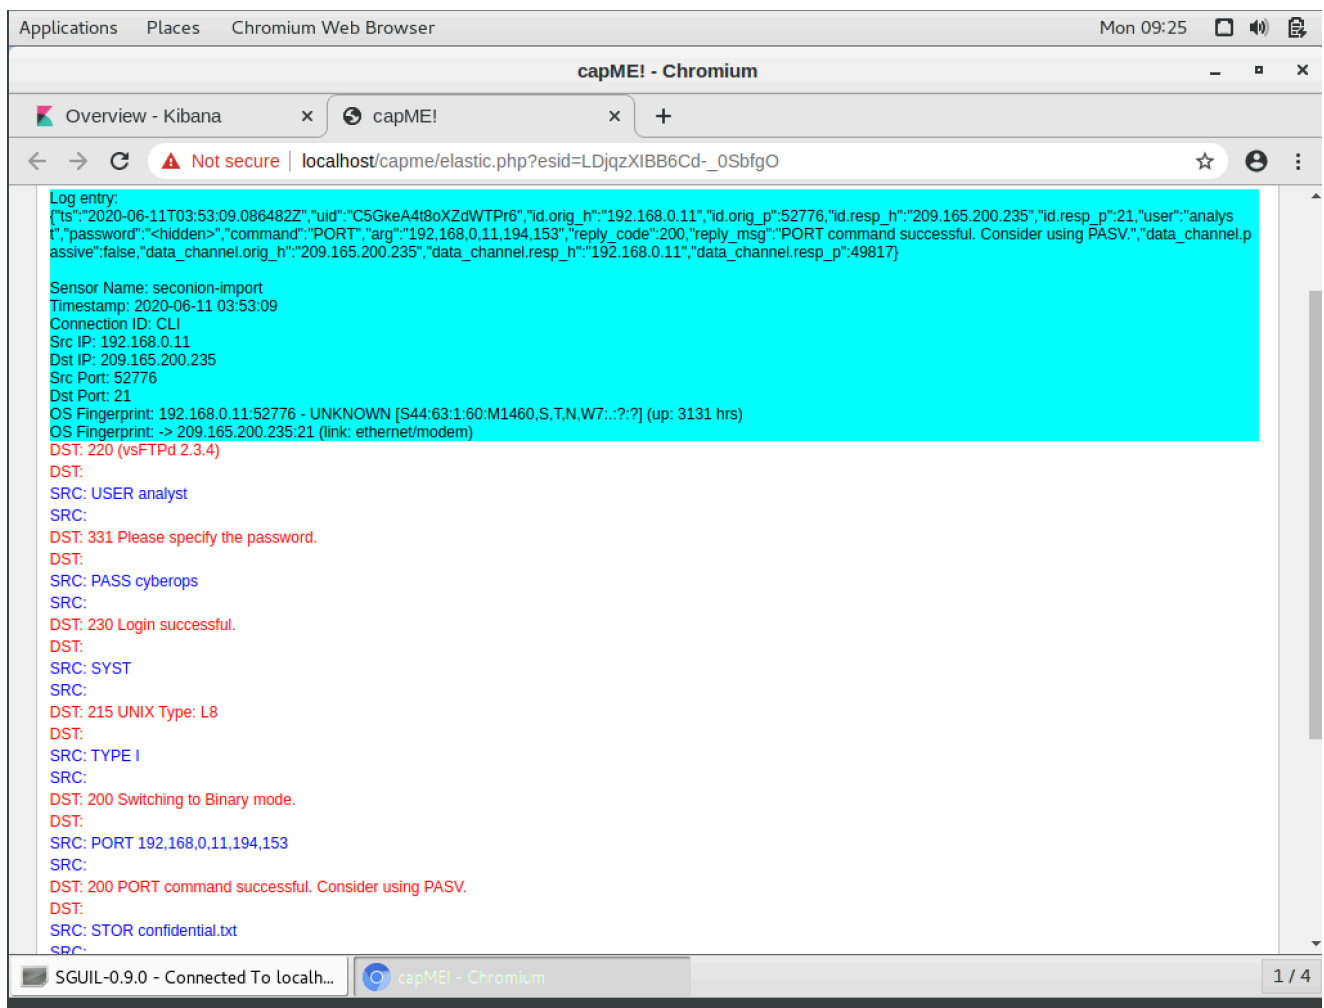 Applications Places Chromium Web Browser Mon 09:25
capME! - Chromium
Overview - Kibana capME!
Not secure localhost/capme/elastic.php?esid=LDjqzXIBB6Cd-_0SbfgO
Log entry:
{"ts":"2020-06-11T03:53:09.086482Z","uid":"C5GkeA4t8oXZdWTPr6","id.orig_h":"192.168.0.11","id.orig_p":52776,"id.resp_h":"209.165.200.235","id.resp_p":21,"user":"analys
t","password":"<hidden>","command":"PORT","arg":"192,168,0,11,194,153","reply_code":200,"reply_msg":"PORT command successful. Consider using PASV.","data_channel.p
assive":false,"data_channel.orig_h":"209.165.200.235","data_channel.resp_h":"192.168.0.11","data_channel.resp_p":49817}
Sensor Name: seconion-import
Timestamp: 2020-06-11 03:53:09
Connection ID: CLI
Src IP: 192.168.0.11
Dst IP: 209.165.200.235
Src Port: 52776
Dst Port: 21
OS Fingerprint: 192.168.0.11:52776 - UNKNOWN [S44:63:1:60:M1460,S,T,N,W7:.:?:?] (up: 3131 hrs)
OS Fingerprint: -> 209.165.200.235:21 (link: ethernet/modem)
DST: 220 (vsFTPd 2.3.4)
DST:
SRC: USER analyst
SRC:
DST: 331 Please specify the password.
DST:
SRC: PASS cyberops
SRC:
DST: 230 Login successful.
DST:
SRC: SYST
SRC:
DST: 215 UNIX Type: L8
DST:
SRC: TYPE I
SRC:
DST: 200 Switching to Binary mode.
DST:
SRC: PORT 192,168,0,11,194,153
SRC:
DST: 200 PORT command successful. Consider using PASV.
DST:
SRC: STOR confidential.txt
SRC:
SGUIL-0.9.0 - Connected To localh... capME! - Chromium 1 / 4